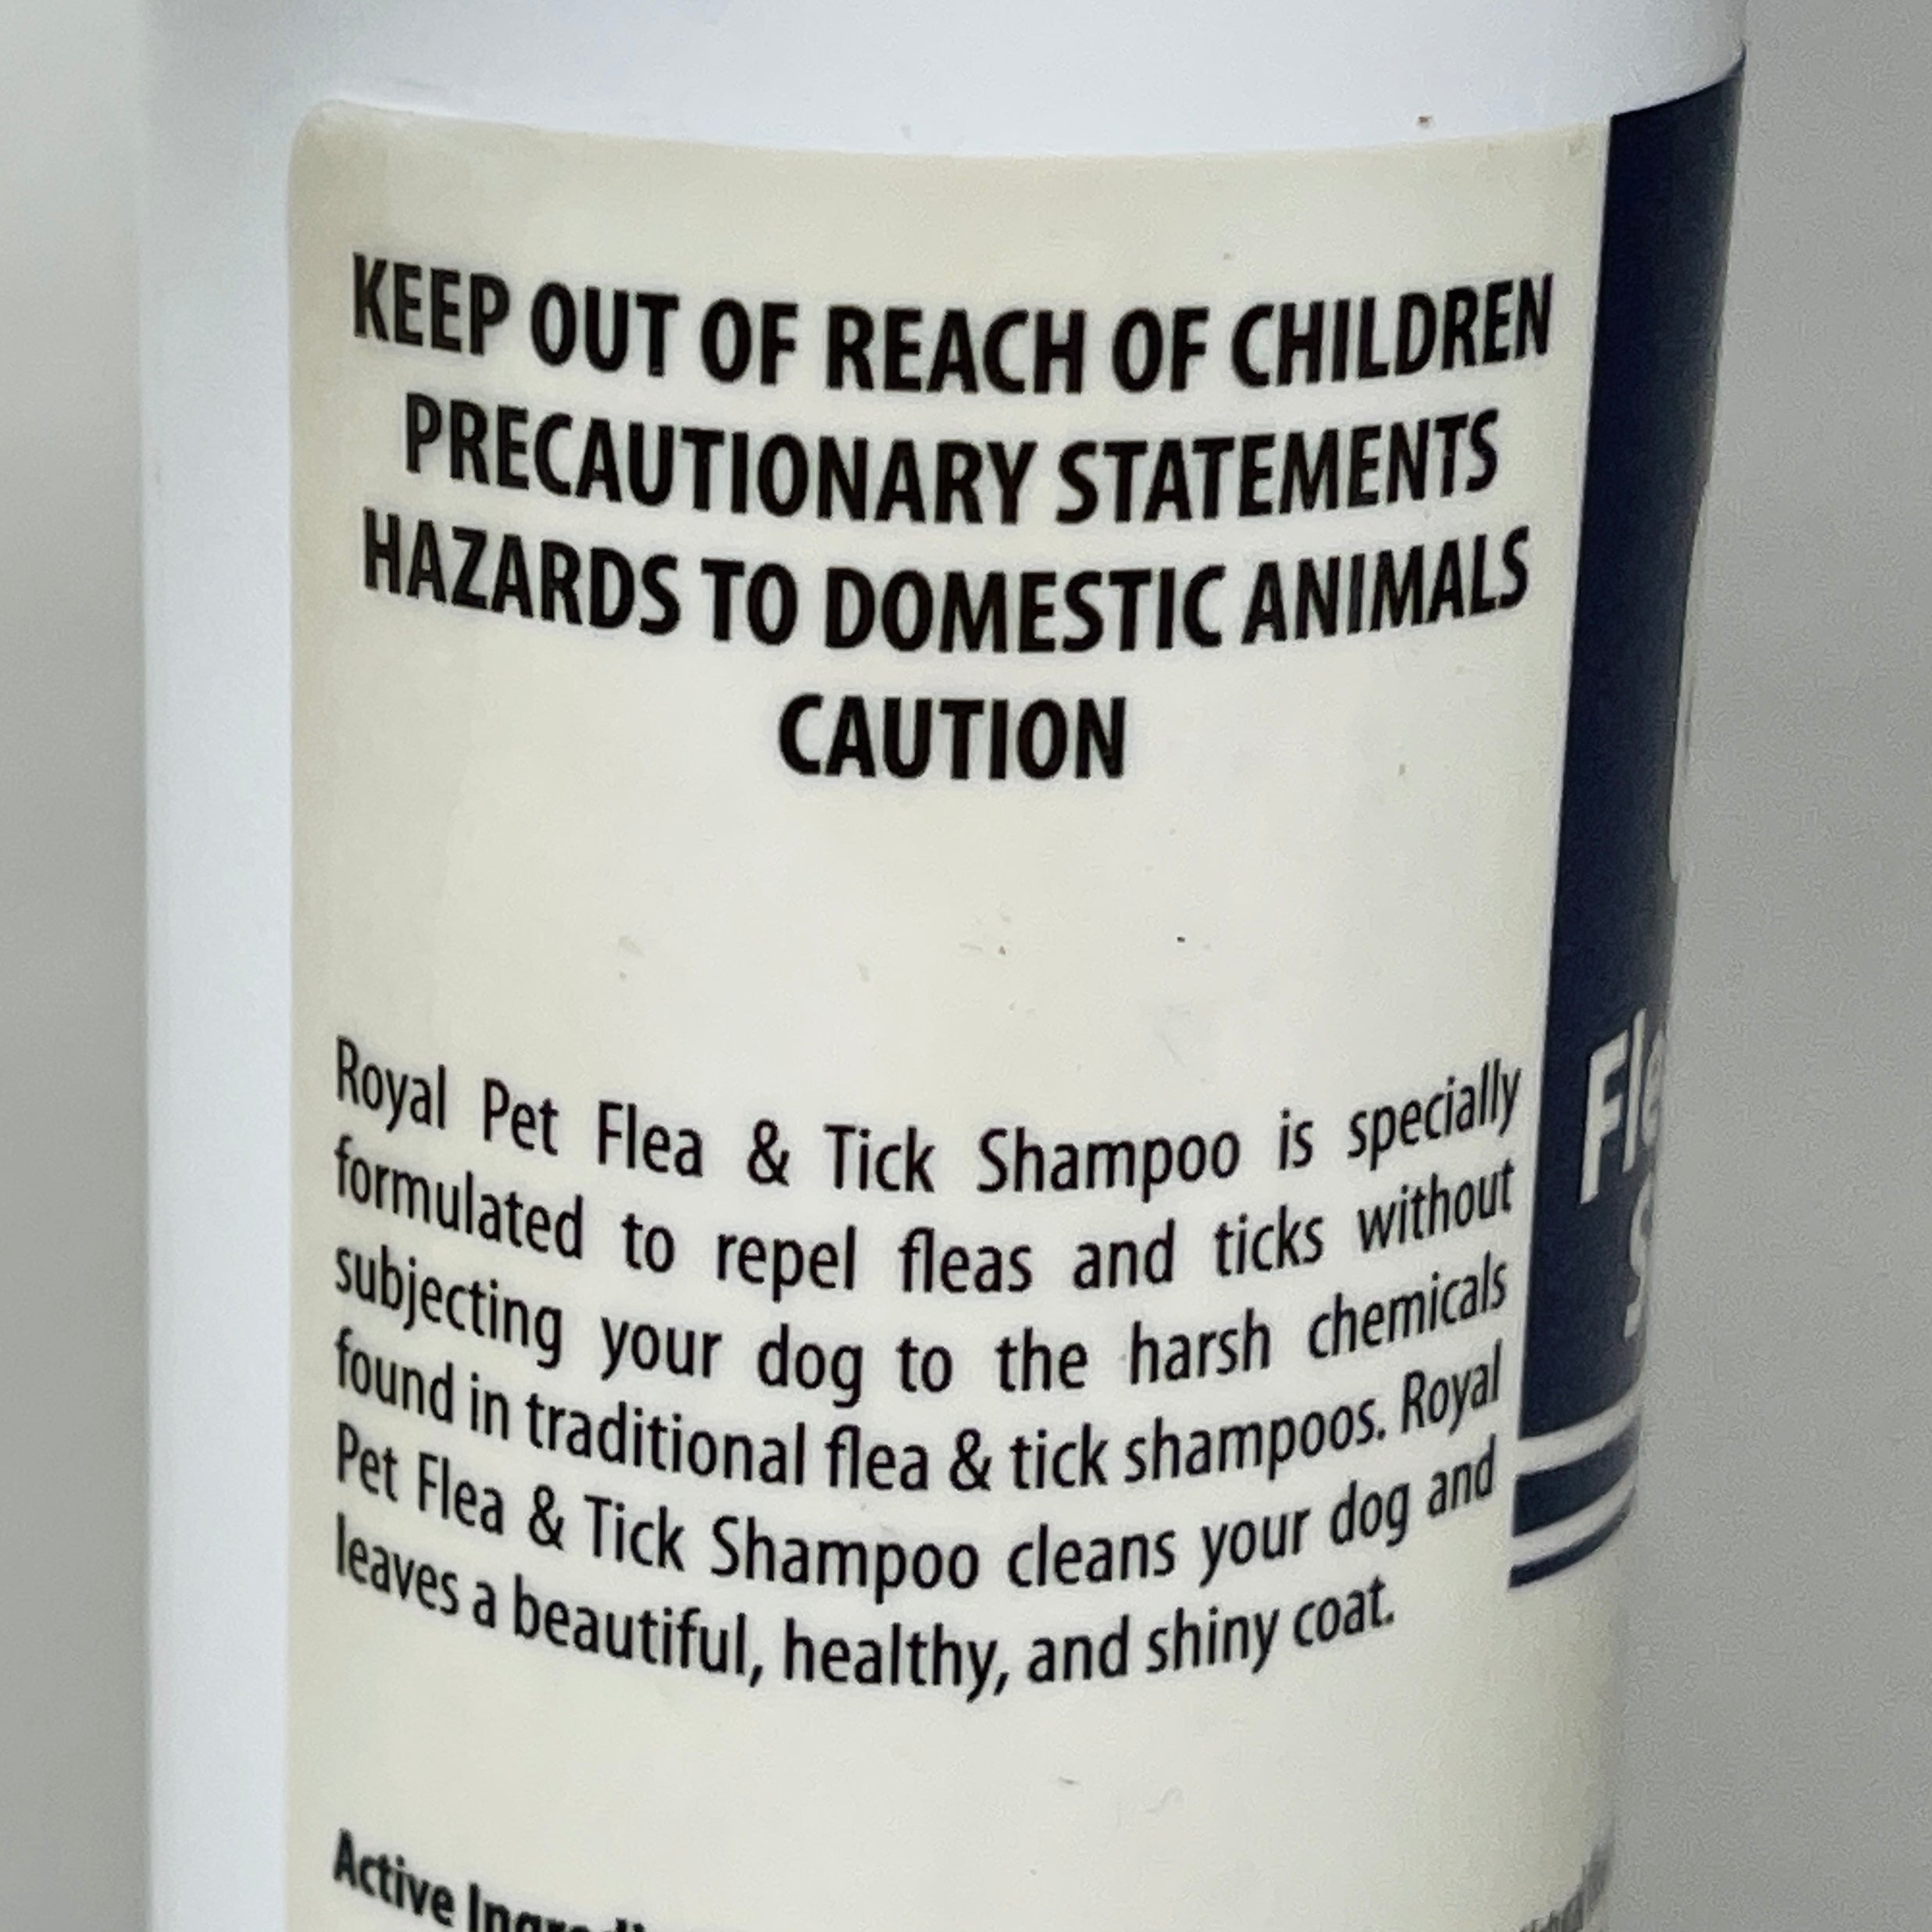 KEEP OUT OF REACH OF CHILDREN
PRECAUTIONARY STATEMENTS
HAZARDS TO DOMESTIC ANIMALS
CAUTION
Royal Pet Flea & Tick Shampoo is specially
formulated to repel fleas and ticks without
subjecting your dog to the harsh chemicals
found in traditional flea & tick shampoos. Royal
Pet Flea & Tick Shampoo cleans your dog and
leaves a beautiful, healthy, and shiny coat.
Active